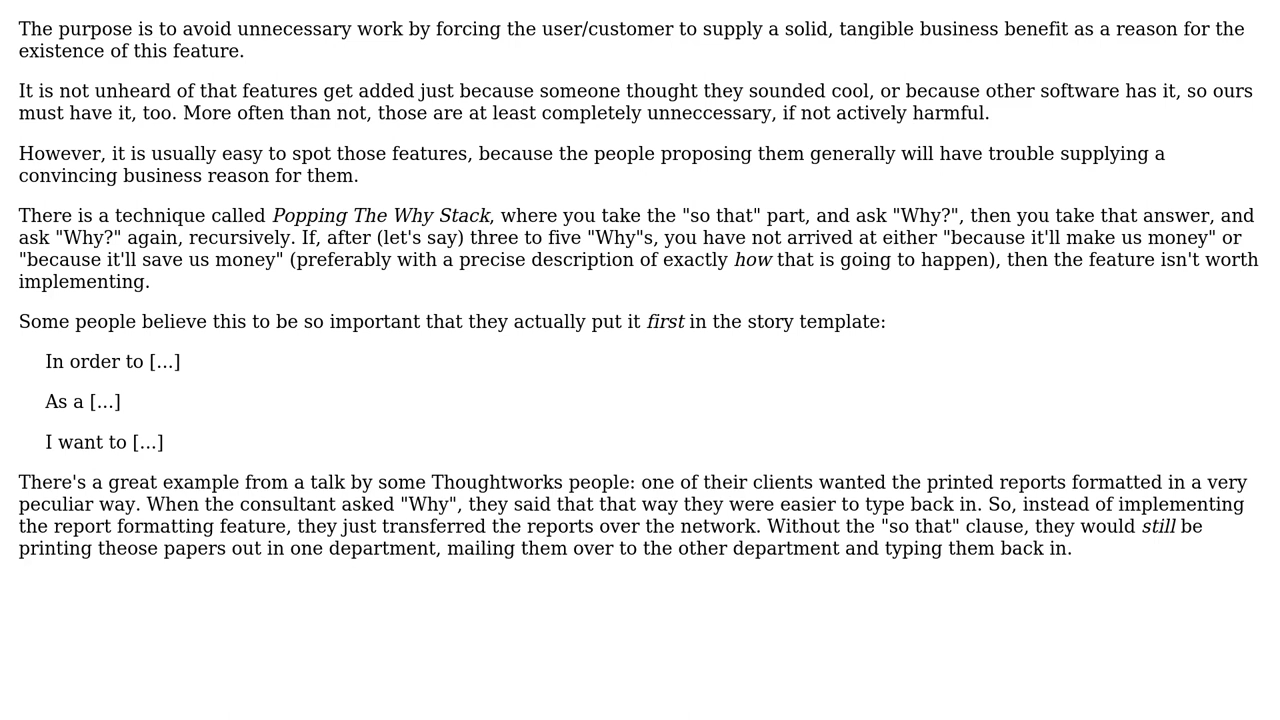 The purpose is to avoid unnecessary work by forcing the user/customer to supply a solid, tangible business benefit as a reason for the
existence of this feature.
It is not unheard of that features get added just because someone thought they sounded cool, or because other software has it, so ours
must have it, too. More often than not, those are at least completely unneccessary, if not actively harmful.
However, it is usually easy to spot those features, because the people proposing them generally will have trouble supplying a
convincing business reason for them.
There is a technique called Popping The Why Stack, where you take the "so that" part, and ask "Why?", then you take that answer, and
ask "Why?" again, recursively. If, after (let's say) three to five "Why"s, you have not arrived at either "because it'll make us money" or
"because it'll save us money" (preferably with a precise description of exactly how that is going to happen), then the feature isn't worth
implementing.
Some people believe this to be so important that they actually put it first in the story template:
In order to [...]
As a [...]
I want to [...]
There's a great example from a talk by some Thoughtworks people: one of their clients wanted the printed reports formatted in a very
peculiar way. When the consultant asked "Why", they said that that way they were easier to type back in. So, instead of implementing
the report formatting feature, they just transferred the reports over the network. Without the "so that" clause, they would still be
printing theose papers out in one department, mailing them over to the other department and typing them back in.